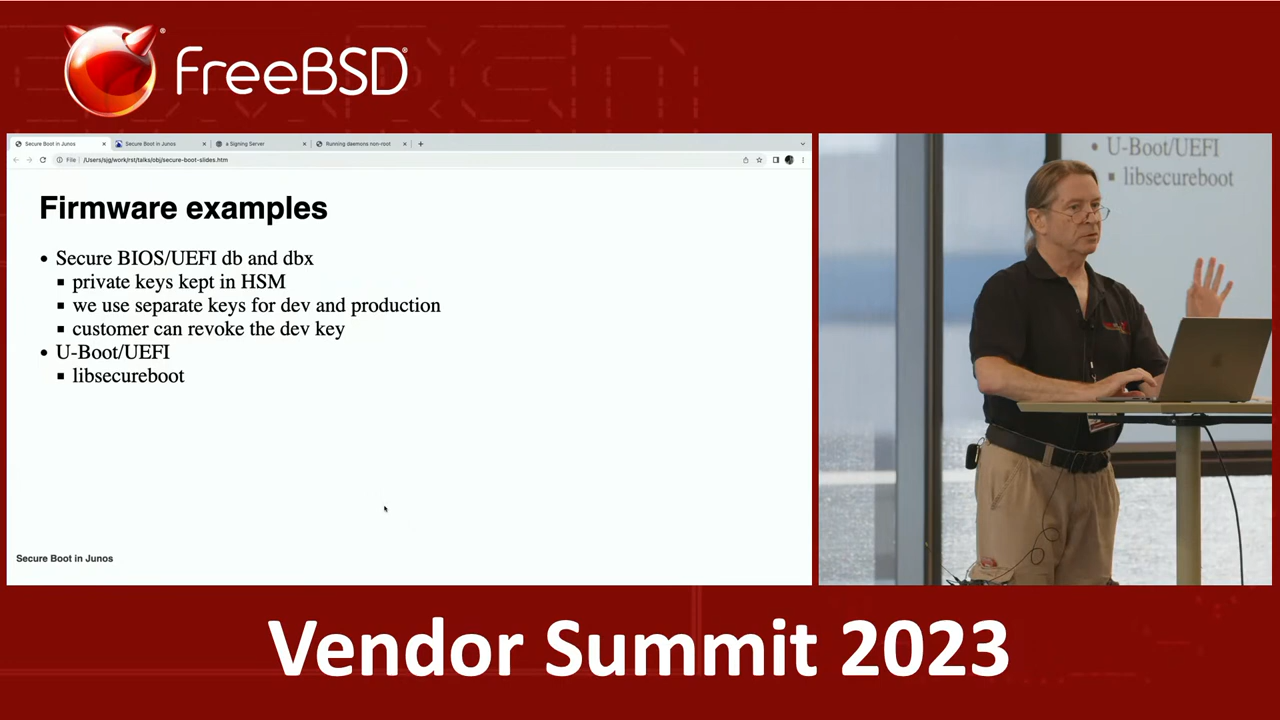 FreeBSD®
Secure Boot in Junos
Secure Boot in Junos
a Signing Server
Running daemons non-root
File
/Users/sjg/work/rst/talks/obj/secure-boot-slides.htm
Firmware examples
• Secure BIOS/UEFI db and dbx
▪ private keys kept in HSM
▪ we use separate keys for dev and production
▪ customer can revoke the dev key
• U-Boot/UEFI
▪ libsecureboot
Secure Boot in Junos
• U-Boot/UEFI
▪ libsecureboot
Vendor Summit 2023